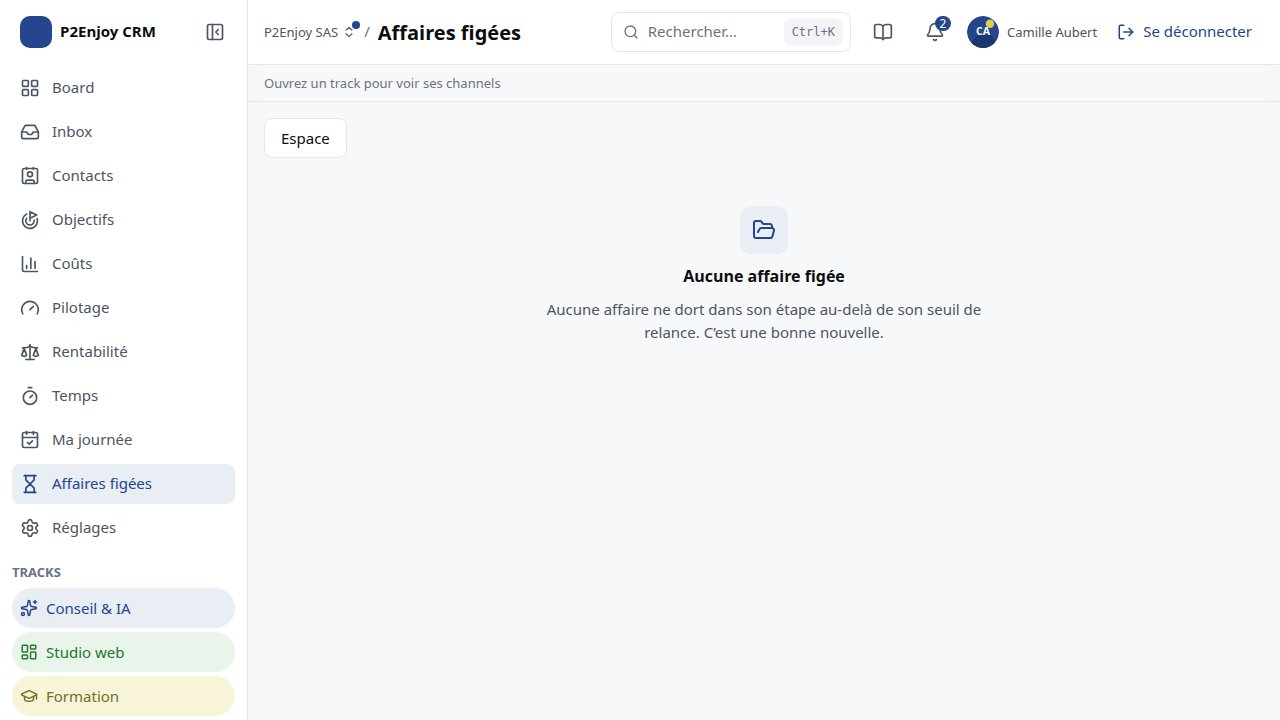 P2Enjoy CRM
Board
Inbox
Contacts
Objectifs
Coûts
Pilotage
Rentabilité
Temps
Ma journée
Affaires figées
Réglages
TRACKS
Conseil & IA
Studio web
Formation
P2Enjoy SAS / Affaires figées
Rechercher... Ctrl+K
2
CA Camille Aubert
Se déconnecter
Ouvrez un track pour voir ses channels
Espace
Aucune affaire figée
Aucune affaire ne dort dans son étape au-delà de son seuil de
relance. C’est une bonne nouvelle.